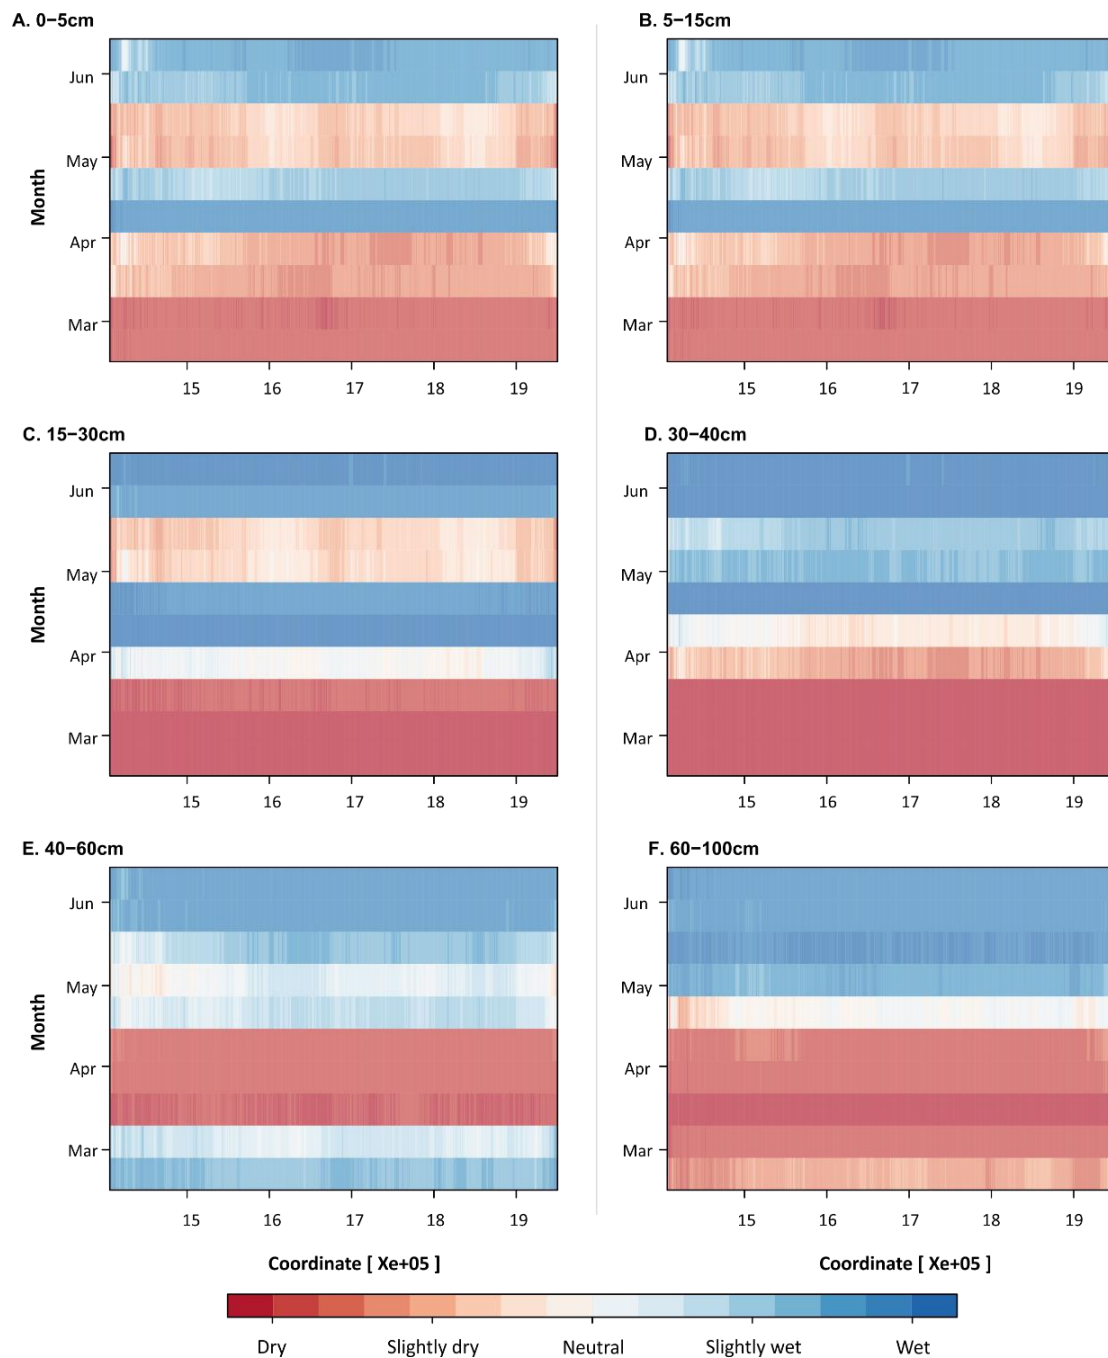 A. 0−5cm
B. 5−15cm
Month
Jun
May
Apr
Mar
15 16 17 18 19
Jun
May
Apr
Mar
15 16 17 18 19
C. 15−30cm
D. 30−40cm
Month
Jun
May
Apr
Mar
15 16 17 18 19
Jun
May
Apr
Mar
15 16 17 18 19
E. 40−60cm
F. 60−100cm
Month
Jun
May
Apr
Mar
15 16 17 18 19
Jun
May
Apr
Mar
15 16 17 18 19
Coordinate [ Xe+05 ]
Coordinate [ Xe+05 ]
Dry Slightly dry Neutral Slightly wet Wet